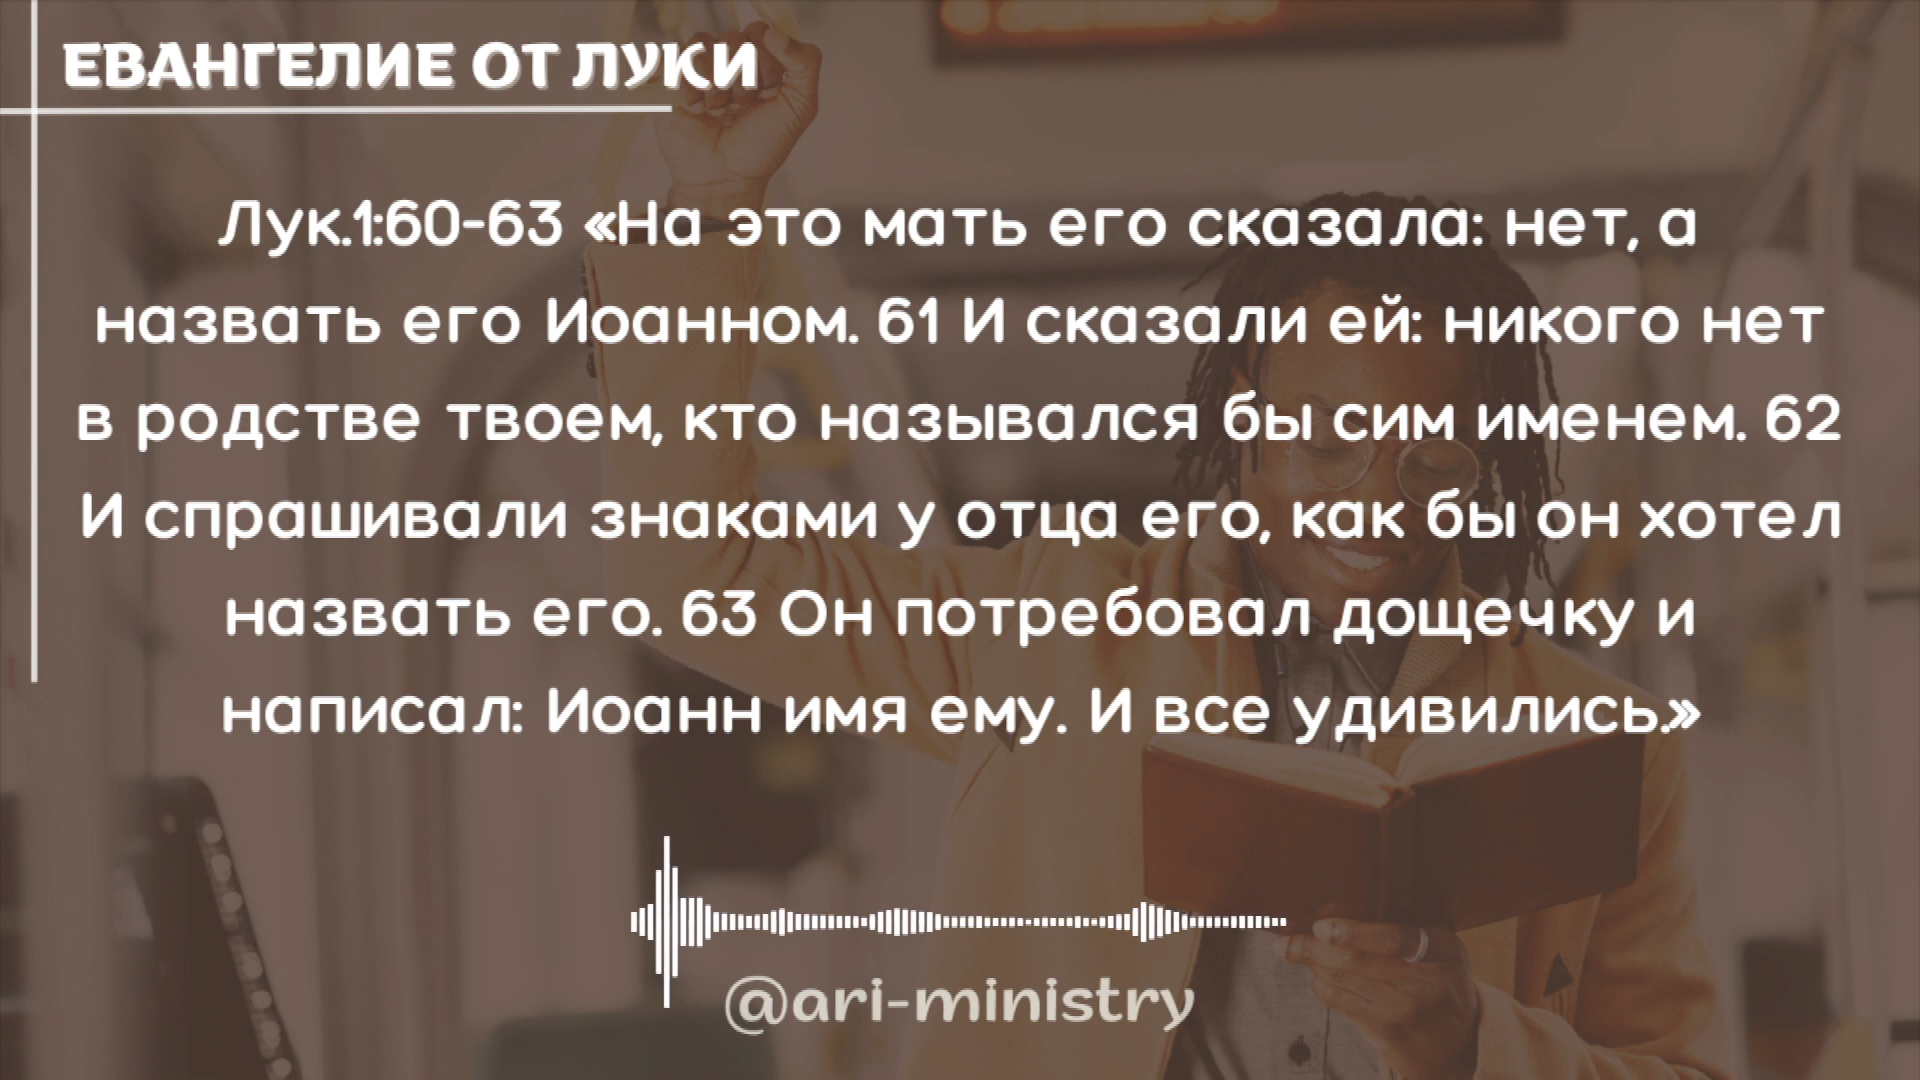 ЕВАНГЕЛИЕ ОТ ЛУКИ
Лук.1:60-63 «На это мать его сказала: нет, а
назвать его Иоанном. 61 И сказали ей: никого нет
в родстве твоем, кто назывался бы сим именем. 62
И спрашивали знаками у отца его, как бы он хотел
назвать его. 63 Он потребовал дощечку и
написал: Иоанн имя ему. И все удивились.»
@ari-ministry